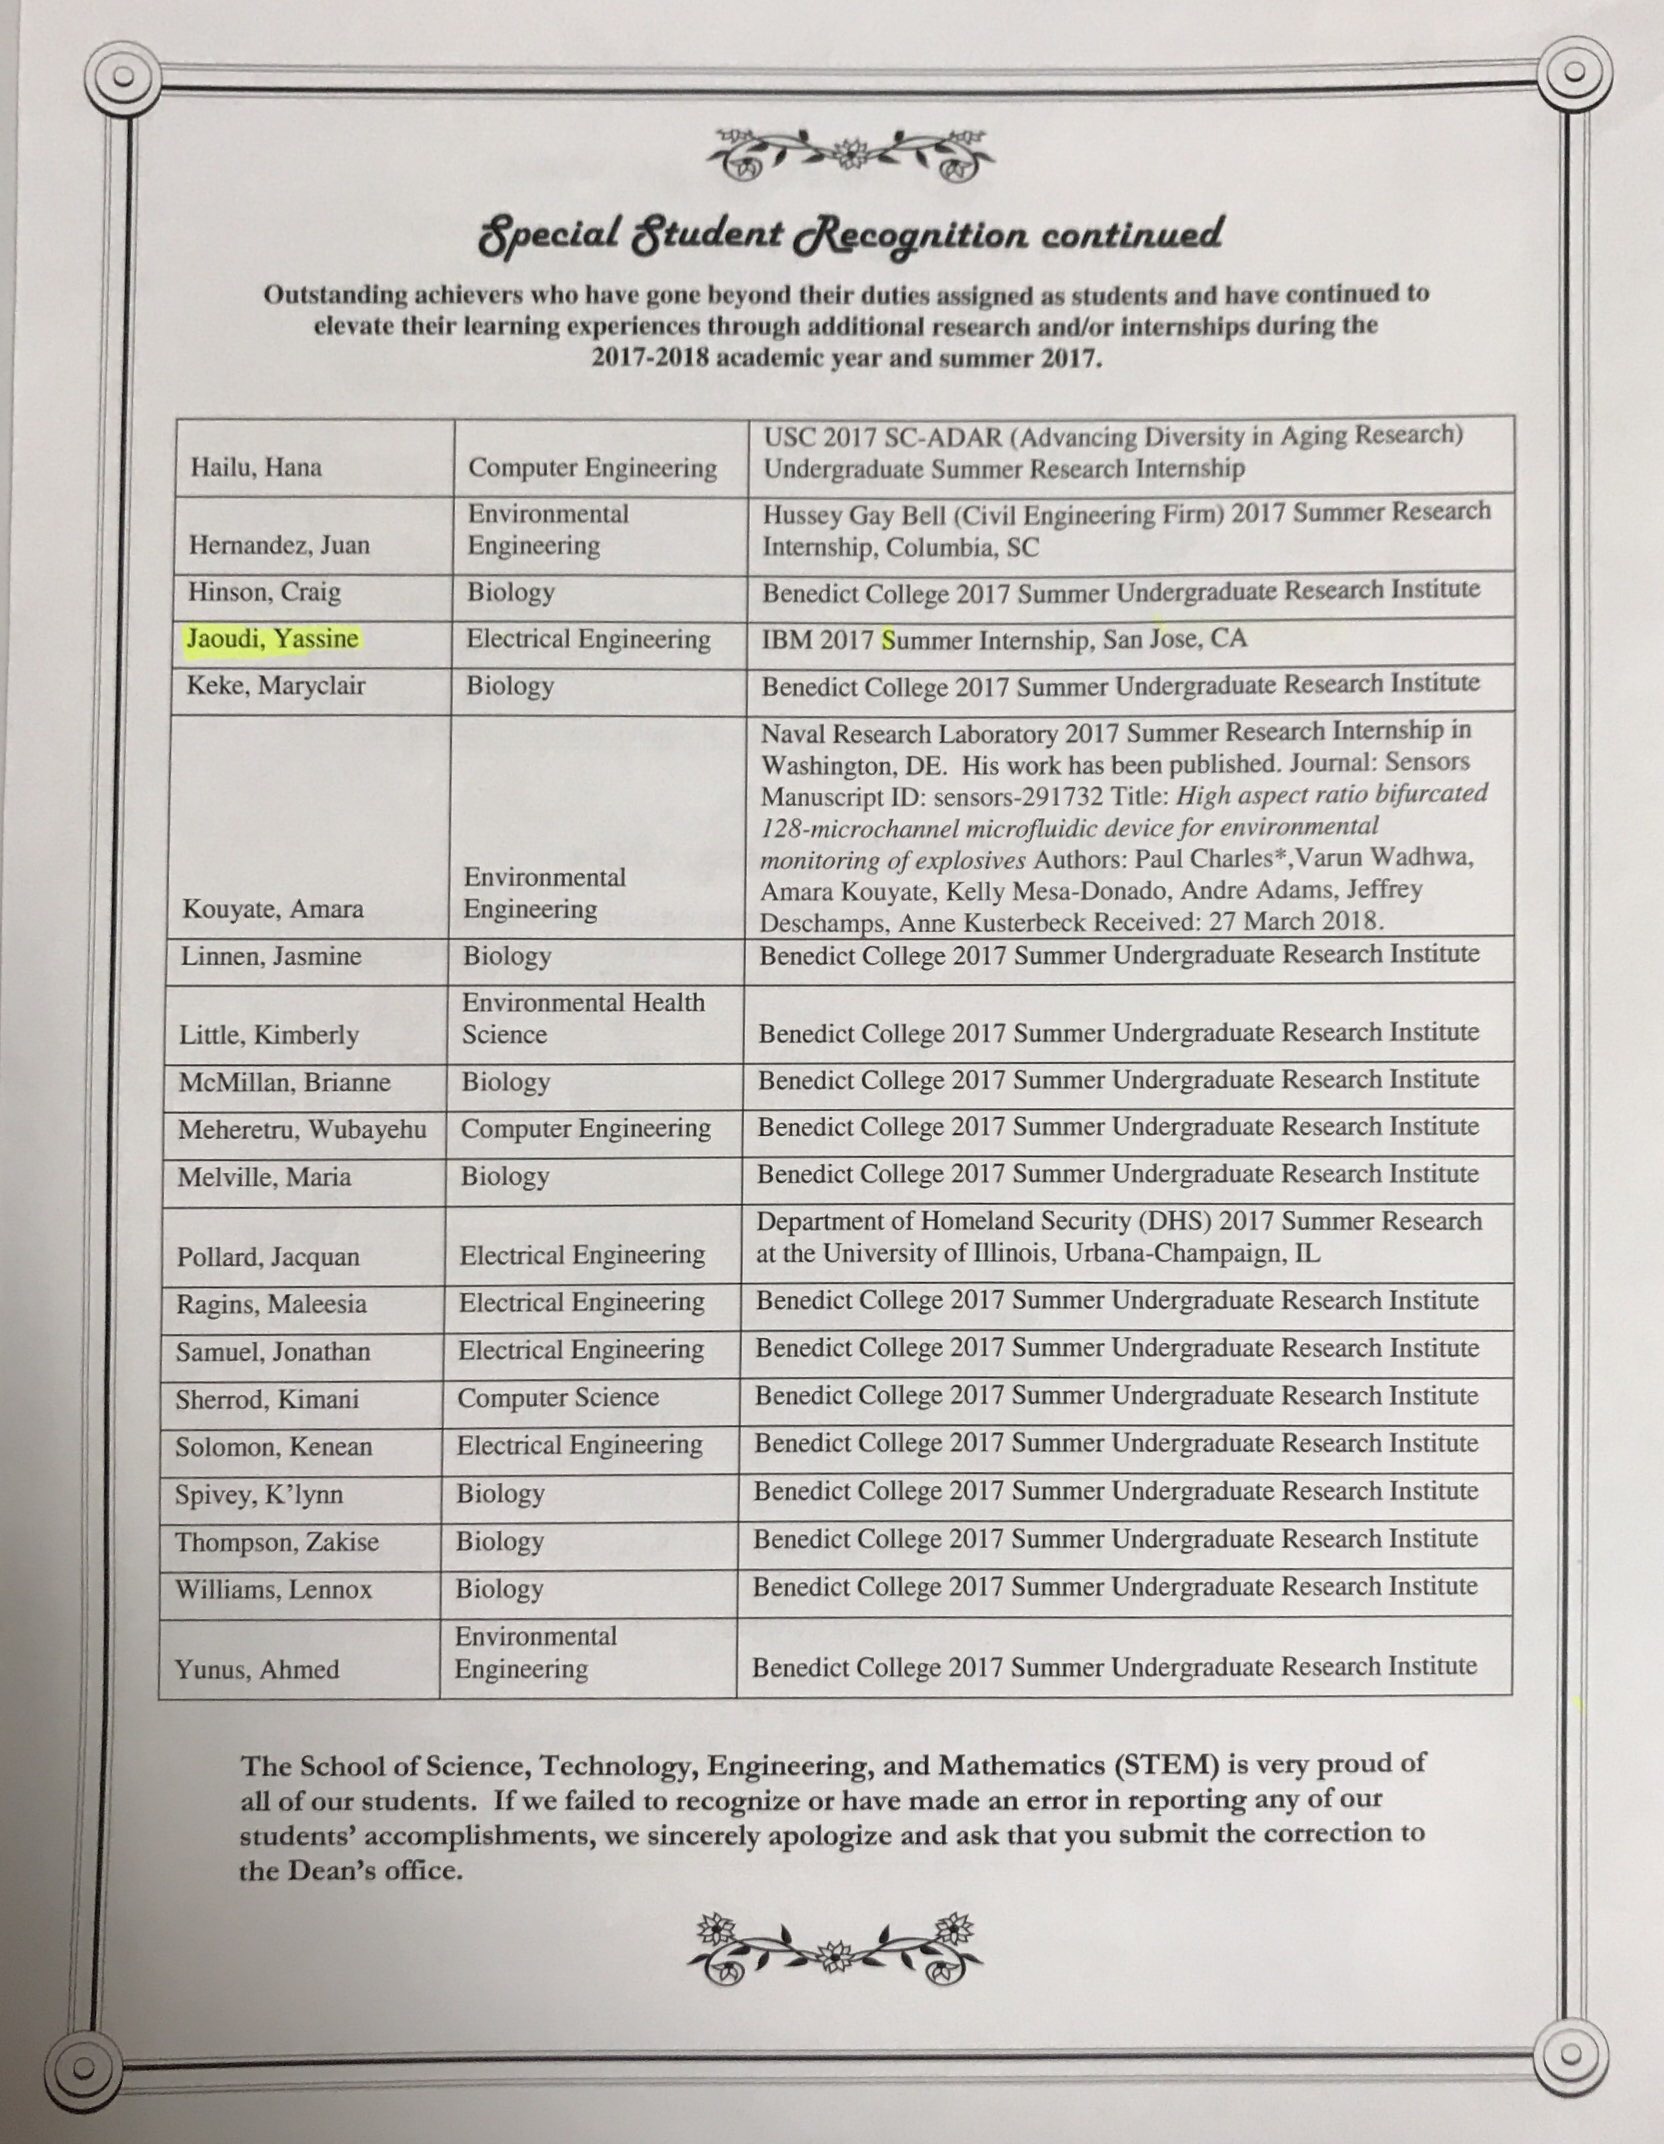 Special Student Recognition continued
Outstanding achievers who have gone beyond their duties assigned as students and have continued to
elevate their learning experiences through additional research and/or internships during the
2017-2018 academic year and summer 2017.
USC 2017 SC-ADAR (Advancing Diversity in Aging Research)
Hailu, Hana Computer Engineering Undergraduate Summer Research Internship
Environmental Hussey Gay Bell (Civil Engineering Firm) 2017 Summer Research
Hernandez, Juan Engineering Internship, Columbia, SC
Hinson, Craig Biology Benedict College 2017 Summer Undergraduate Research Institute
Jaoudi, Yassine Electrical Engineering IBM 2017 Summer Internship, San Jose, CA
Keke, Maryclair Biology Benedict College 2017 Summer Undergraduate Research Institute
Naval Research Laboratory 2017 Summer Research Internship in
Washington, DE. His work has been published. Journal: Sensors
Manuscript ID: sensors-291732 Title: High aspect ratio bifurcated
128-microchannel microfluidic device for environmental
monitoring of explosives Authors: Paul Charles*,Varun Wadhwa,
Environmental Amara Kouyate, Kelly Mesa-Donado, Andre Adams, Jeffrey
Kouyate, Amara Engineering Deschamps, Anne Kusterbeck Received: 27 March 2018.
Linnen, Jasmine Biology Benedict College 2017 Summer Undergraduate Research Institute
Environmental Health
Little, Kimberly Science Benedict College 2017 Summer Undergraduate Research Institute
McMillan, Brianne Biology Benedict College 2017 Summer Undergraduate Research Institute
Meheretru, Wubayehu Computer Engineering Benedict College 2017 Summer Undergraduate Research Institute
Melville, Maria Biology Benedict College 2017 Summer Undergraduate Research Institute
Department of Homeland Security (DHS) 2017 Summer Research
Pollard, Jacquan Electrical Engineering at the University of Illinois, Urbana-Champaign, IL
Ragins, Maleesia Electrical Engineering Benedict College 2017 Summer Undergraduate Research Institute
Samuel, Jonathan Electrical Engineering Benedict College 2017 Summer Undergraduate Research Institute
Sherrod, Kimani Computer Science Benedict College 2017 Summer Undergraduate Research Institute
Solomon, Kenean Electrical Engineering Benedict College 2017 Summer Undergraduate Research Institute
Spivey, K’lynn Biology Benedict College 2017 Summer Undergraduate Research Institute
Thompson, Zakise Biology Benedict College 2017 Summer Undergraduate Research Institute
Williams, Lennox Biology Benedict College 2017 Summer Undergraduate Research Institute
Environmental
Yunus, Ahmed Engineering Benedict College 2017 Summer Undergraduate Research Institute
The School of Science, Technology, Engineering, and Mathematics (STEM) is very proud of
all of our students. If we failed to recognize or have made an error in reporting any of our
students’ accomplishments, we sincerely apologize and ask that you submit the correction to
the Dean’s office.